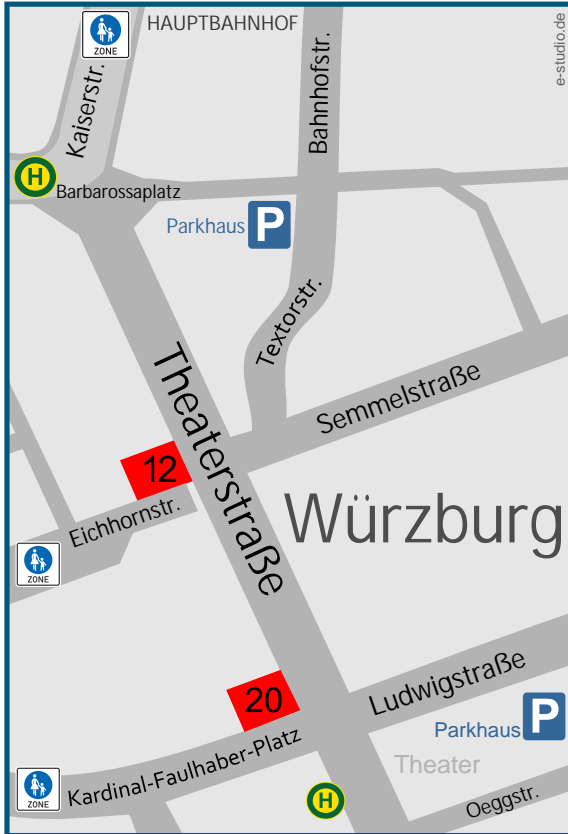 ZONE
HAUPTBAHNHOF
e-studio.de
Kaiserstr.
Bahnhofstr.
H
Barbarossaplatz
Parkhaus P
Textorstr.
Theaterstraße
Semmelstraße
12
Eichhornstr.
Würzburg
ZONE
20
Ludwigstraße
Parkhaus P
Kardinal-Faulhaber-Platz
Theater
ZONE
H
Oeggstr.